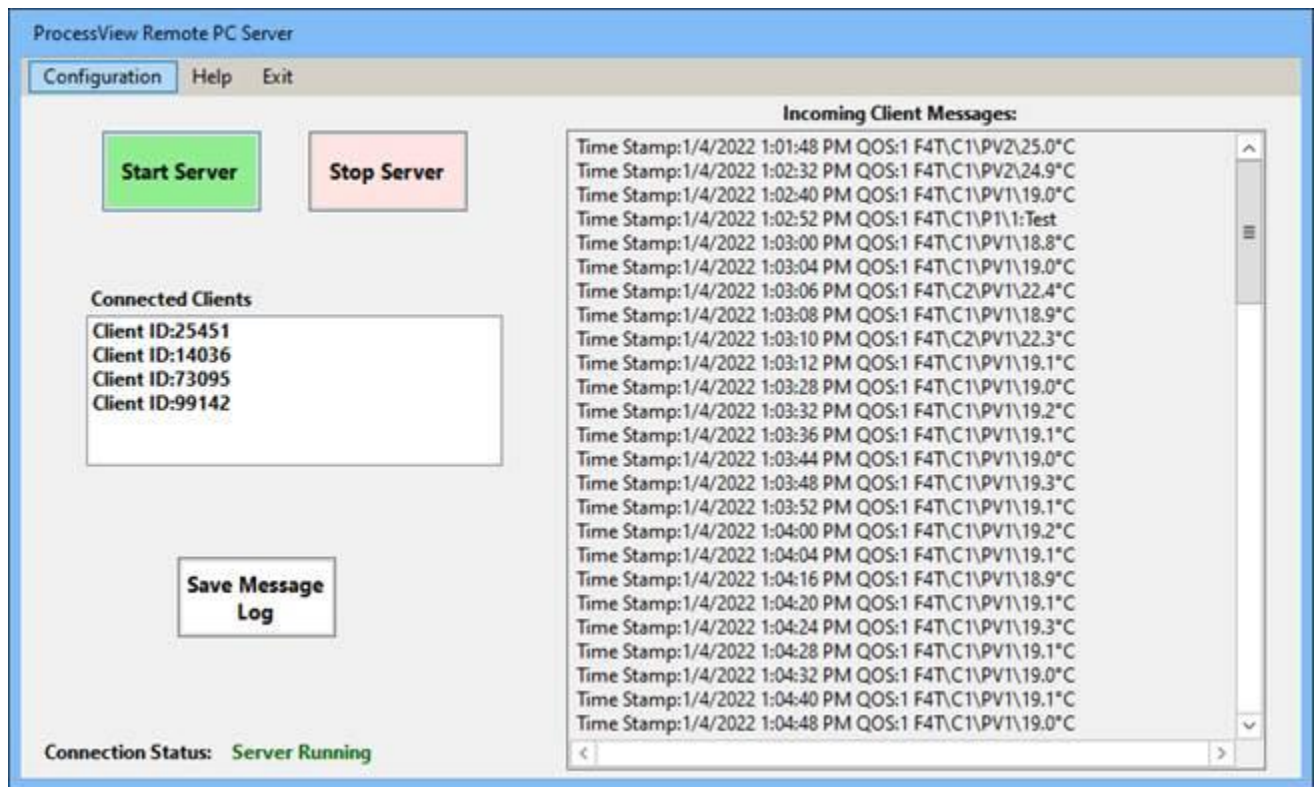 ProcessView Remote PC Server
Configuration Help Exit
Start Server
Stop Server
Connected Clients
Client ID:25451
Client ID:14036
Client ID:73095
Client ID:99142
Save Message
Log
Connection Status: Server Running
Incoming Client Messages:
Time Stamp:1/4/2022 1:01:48 PM QOS:1 F4T\C1\PV2\25.0°C
Time Stamp:1/4/2022 1:02:32 PM QOS:1 F4T\C1\PV2\24.9°C
Time Stamp:1/4/2022 1:02:40 PM QOS:1 F4T\C1\PV1\19.0°C
Time Stamp:1/4/2022 1:02:52 PM QOS:1 F4T\C1\P1\1:Test
Time Stamp:1/4/2022 1:03:00 PM QOS:1 F4T\C1\PV1\18.8°C
Time Stamp:1/4/2022 1:03:04 PM QOS:1 F4T\C1\PV1\19.0°C
Time Stamp:1/4/2022 1:03:06 PM QOS:1 F4T\C2\PV1\22.4°C
Time Stamp:1/4/2022 1:03:08 PM QOS:1 F4T\C1\PV1\18.9°C
Time Stamp:1/4/2022 1:03:10 PM QOS:1 F4T\C2\PV1\22.3°C
Time Stamp:1/4/2022 1:03:12 PM QOS:1 F4T\C1\PV1\19.1°C
Time Stamp:1/4/2022 1:03:28 PM QOS:1 F4T\C1\PV1\19.0°C
Time Stamp:1/4/2022 1:03:32 PM QOS:1 F4T\C1\PV1\19.2°C
Time Stamp:1/4/2022 1:03:36 PM QOS:1 F4T\C1\PV1\19.1°C
Time Stamp:1/4/2022 1:03:44 PM QOS:1 F4T\C1\PV1\19.0°C
Time Stamp:1/4/2022 1:03:48 PM QOS:1 F4T\C1\PV1\19.3°C
Time Stamp:1/4/2022 1:03:52 PM QOS:1 F4T\C1\PV1\19.1°C
Time Stamp:1/4/2022 1:04:00 PM QOS:1 F4T\C1\PV1\19.2°C
Time Stamp:1/4/2022 1:04:04 PM QOS:1 F4T\C1\PV1\19.1°C
Time Stamp:1/4/2022 1:04:16 PM QOS:1 F4T\C1\PV1\18.9°C
Time Stamp:1/4/2022 1:04:20 PM QOS:1 F4T\C1\PV1\19.1°C
Time Stamp:1/4/2022 1:04:24 PM QOS:1 F4T\C1\PV1\19.3°C
Time Stamp:1/4/2022 1:04:28 PM QOS:1 F4T\C1\PV1\19.1°C
Time Stamp:1/4/2022 1:04:32 PM QOS:1 F4T\C1\PV1\19.0°C
Time Stamp:1/4/2022 1:04:40 PM QOS:1 F4T\C1\PV1\19.1°C
Time Stamp:1/4/2022 1:04:48 PM QOS:1 F4T\C1\PV1\19.0°C